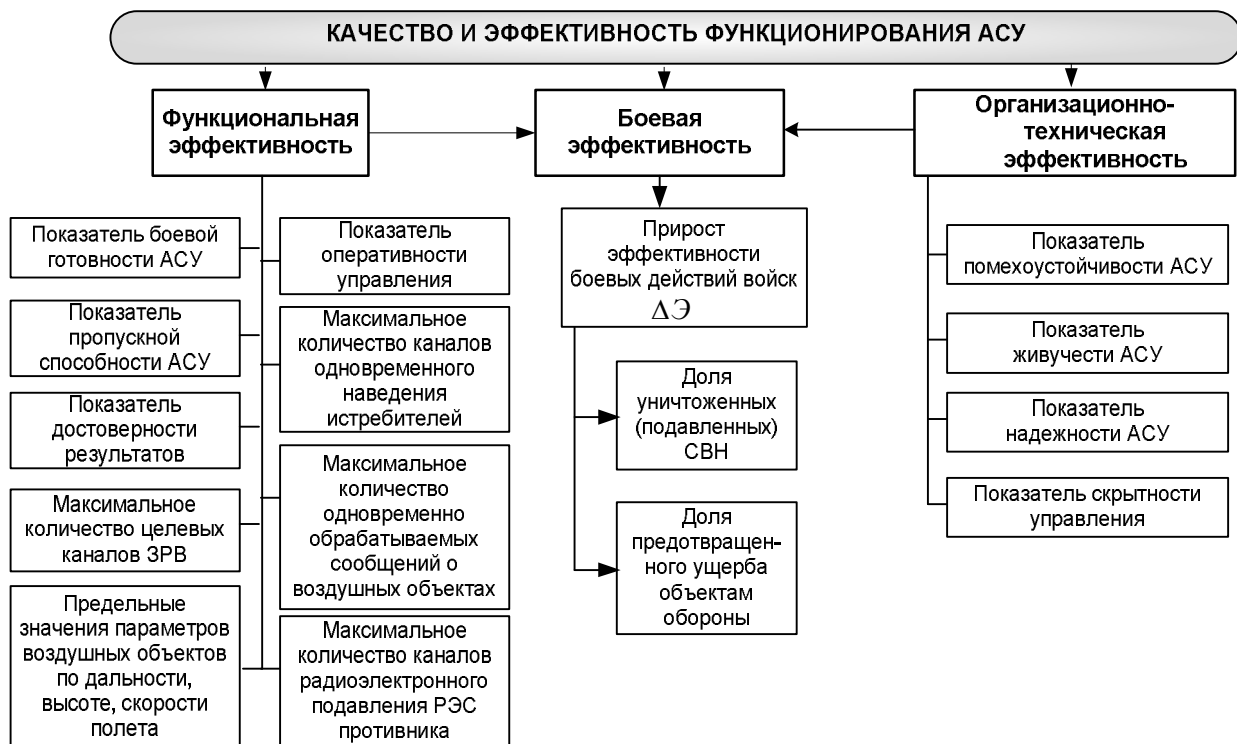 КАЧЕСТВО И ЭФФЕКТИВНОСТЬ ФУНКЦИОНИРОВАНИЯ АСУ
Функциональная
эффективность
Боевая
эффективность
Организационно-
техническая
эффективность
Показатель боевой
готовности АСУ
Показатель
пропускной
способности АСУ
Показатель
достоверности
результатов
Максимальное
количество целевых
каналов ЗРВ
Предельные
значения параметров
воздушных объектов
по дальности,
высоте, скорости
полета
Показатель
оперативности
управления
Максимальное
количество каналов
одновременного
наведения
истребителей
Максимальное
количество
одновременно
обрабатываемых
сообщений о
воздушных объектах
Максимальное
количество каналов
радиоэлектронного
подавления РЭС
противника
Прирост
эффективности
боевых действий войск
ΔЭ
Доля
уничтоженных
(подавленных)
СВН
Доля
предотвращен-
ного ущерба
объектам
обороны
Показатель
помехоустойчивости АСУ
Показатель
живучести АСУ
Показатель
надежности АСУ
Показатель скрытности
управления